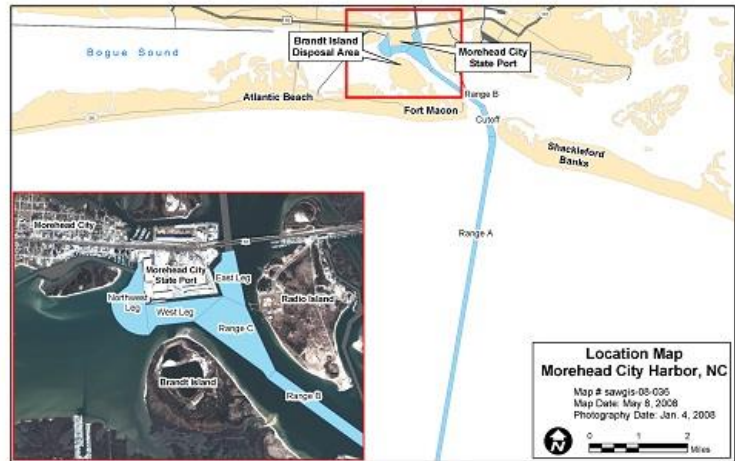 Bogue Sound
Brandt Island
Disposal Area
Morehead City
State Port
Atlantic Beach
Fort Macon
Range B
Cutoff
Shackleford
Banks
Range A
Morehead City
Morehead City
State Port
East Leg
Northwest
Leg
West Leg
Radio Island
Range C
Brandt Island
Range B
Location Map
Morehead City Harbor, NC
Map # sawgis-08-036
Map Date: May 8, 2008
Photography Date: Jan. 4, 2008
N
0 1 2
Miles